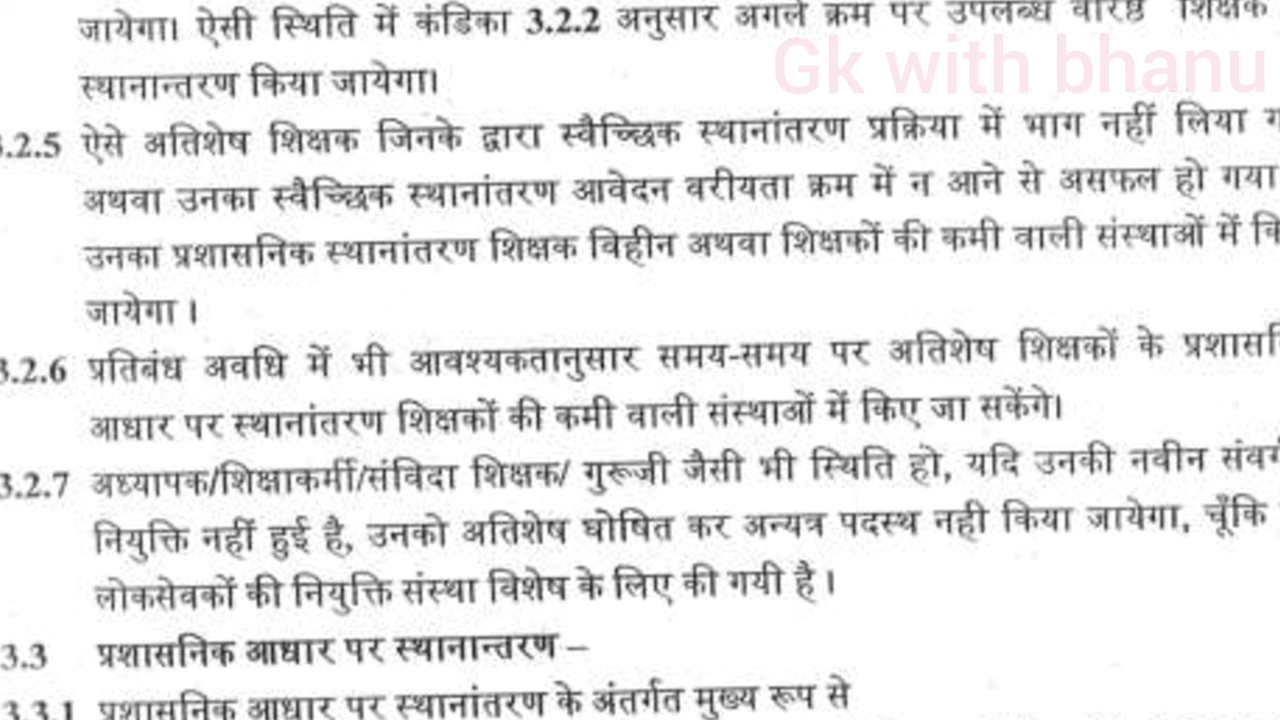 जायेगा। ऐसी स्थिति में कंडिका 3.2.2 अनुसार अगले क्रम पर उपलब्ध वरिष्ठ शिक्षक
Gk with bhanu
स्थानान्तरण किया जायेगा।
3.2.5 ऐसे अतिशेष शिक्षक जिनके द्वारा स्वैच्छिक स्थानांतरण प्रक्रिया में भाग नहीं लिया
अथवा उनका स्वैच्छिक स्थानांतरण आवेदन वरीयता क्रम में न आने से असफल हो गया
उनका प्रशासनिक स्थानांतरण शिक्षक विहीन अथवा शिक्षकों की कमी वाली संस्थाओं में
जायेगा ।
3.2.6 प्रतिबंध अवधि में भी आवश्यकतानुसार समय-समय पर अतिशेष शिक्षकों के
आधार पर स्थानांतरण शिक्षकों की कमी वाली संस्थाओं में किए जा सकेंगे।
3.2.7 अध्यापक/शिक्षाकर्मी/संविदा शिक्षक/ गुरूजी जैसी भी स्थिति हो, यदि उनकी नवीन संवर्ग
नियुक्ति नहीं हुई है, उनको अतिशेष घोषित कर अन्यत्र पदस्थ नही किया जायेगा, चूँकि
लोकसेवकों की नियुक्ति संस्था विशेष के लिए की गयी है ।
3.3 प्रशासनिक आधार पर स्थानान्तरण –
3.3.1 प्रशासनिक आधार पर स्थानांतरण के अंतर्गत मुख्य रूप से